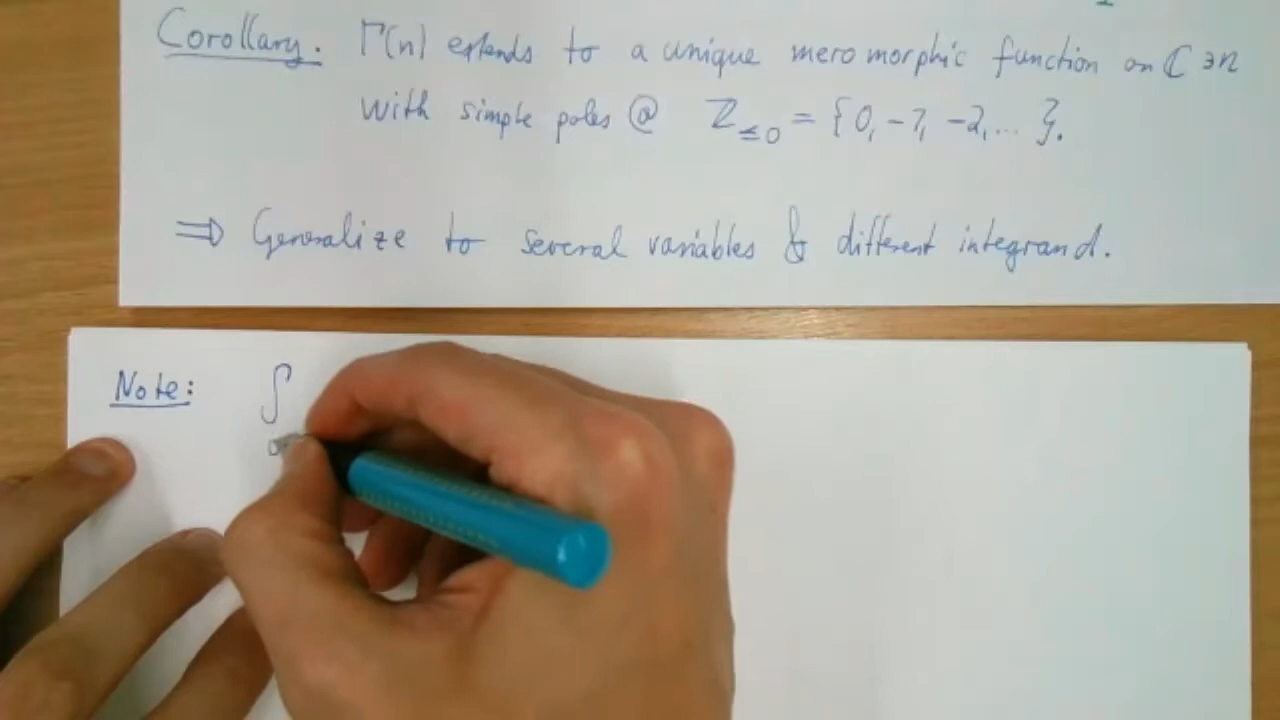 Corollary. Γ(n) extends to a unique meromorphic function on ℂ ∋ n
with simple poles @ ℤ≤0 = {0, -1, -2, ... }.
⇒ Generalize to several variables & different integrand.
Note: ∫